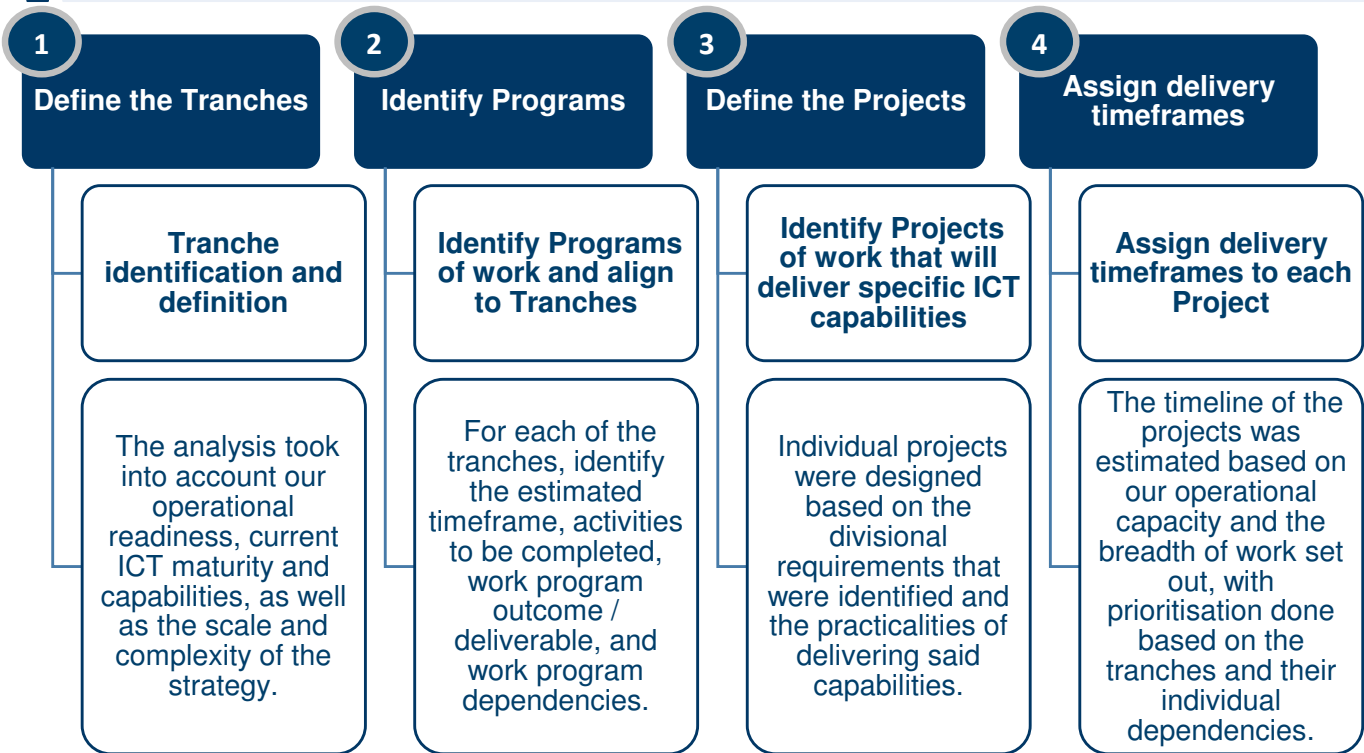 1
Define the Tranches
Tranche
identification and
definition
The analysis took
into account our
operational
readiness, current
ICT maturity and
capabilities, as well
as the scale and
complexity of the
strategy.
2
Identify Programs
Identify Programs
of work and align
to Tranches
For each of the
tranches, identify
the estimated
timeframe, activities
to be completed,
work program
outcome /
deliverable, and
work program
dependencies.
3
Define the Projects
Identify Projects
of work that will
deliver specific ICT
capabilities
Individual projects
were designed
based on the
divisional
requirements that
were identified and
the practicalities of
delivering said
capabilities.
4
Assign delivery
timeframes
Assign delivery
timeframes to each
Project
The timeline of the
projects was
estimated based on
our operational
capacity and the
breadth of work set
out, with
prioritisation done
based on the
tranches and their
individual
dependencies.